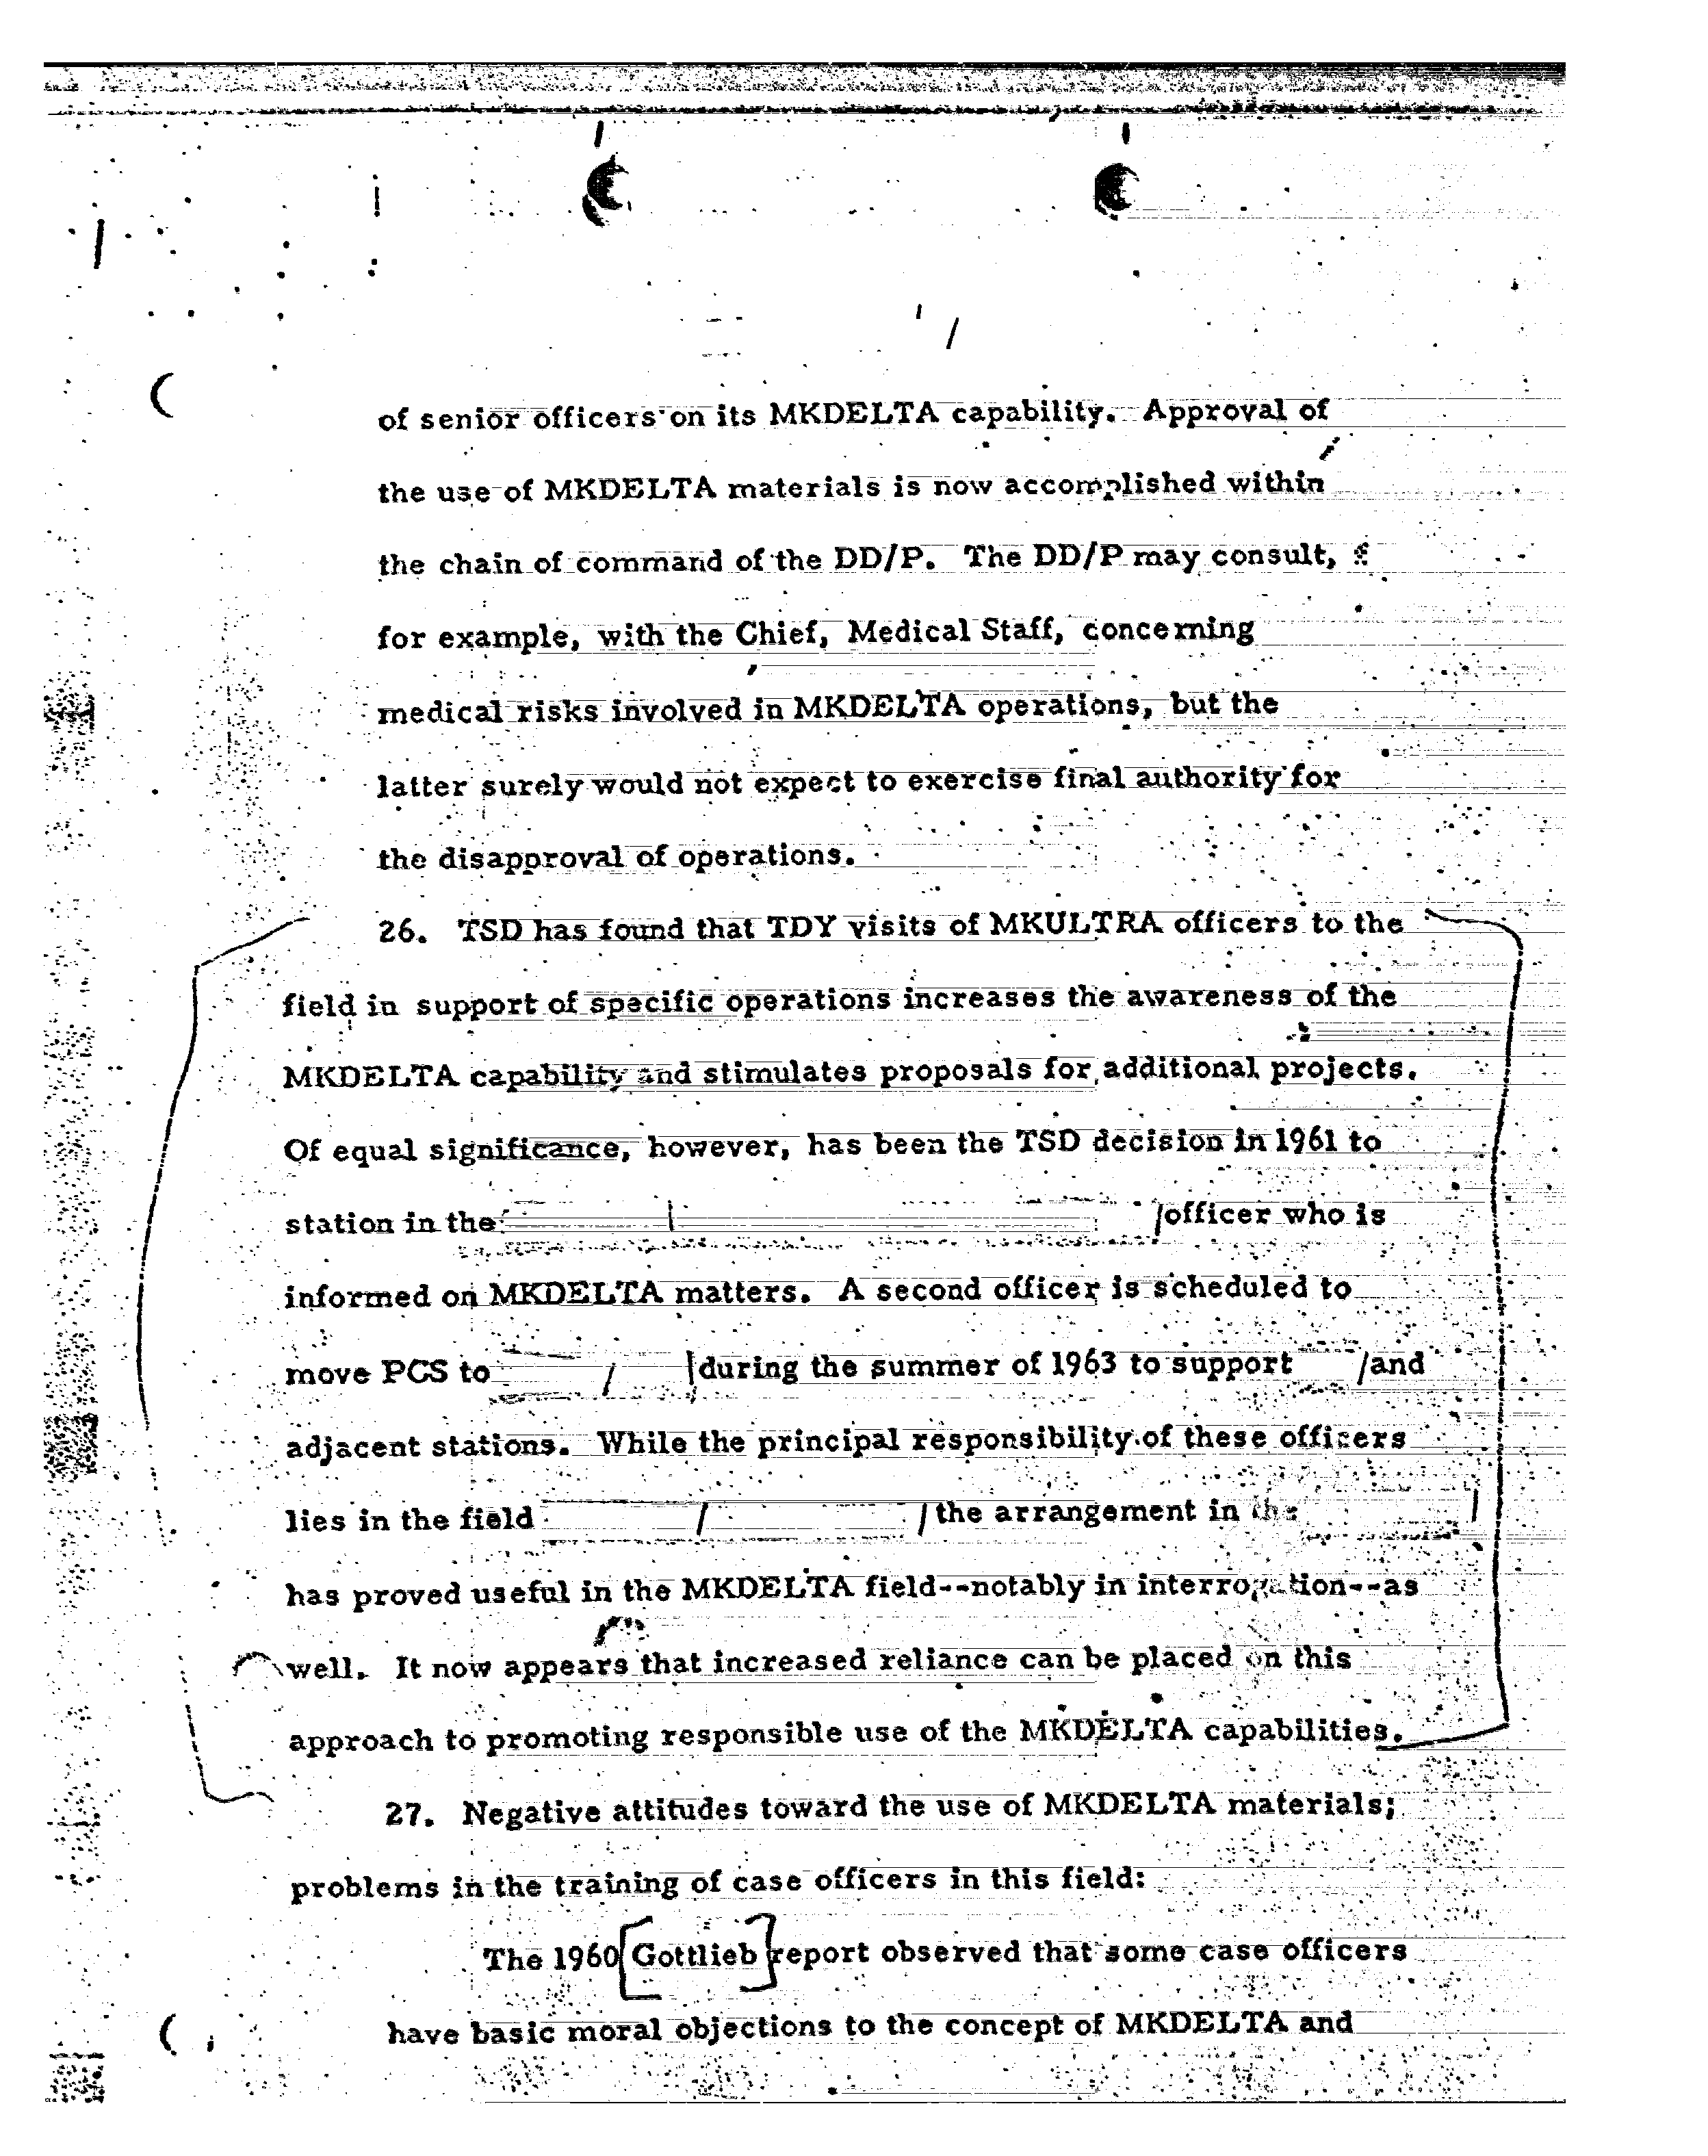 of senior officers on its MKDELTA capability. Approval of
the use of MKDELTA materials is now accomplished within
the chain of command of the DD/P. The DD/P may consult,
for example, with the Chief, Medical Staff, concerning
medical risks involved in MKDELTA operations, but the
latter surely would not expect to exercise final authority for
the disapproval of operations.
26. TSD has found that TDY visits of MKULTRA officers to the
field in support of specific operations increases the awareness of the
MKDELTA capability and stimulates proposals for additional projects.
Of equal significance, however, has been the TSD decision in 1961 to
station in the officer who is
informed on MKDELTA matters. A second officer is scheduled to
move PCS to during the summer of 1963 to support and
adjacent stations. While the principal responsibility of these officers
lies in the field the arrangement in the
has proved useful in the MKDELTA field--notably in interrogation--as
well. It now appears that increased reliance can be placed on this
approach to promoting responsible use of the MKDELTA capabilities.
27. Negative attitudes toward the use of MKDELTA materials;
problems in the training of case officers in this field:
The 1960 [Gottlieb] report observed that some case officers
have basic moral objections to the concept of MKDELTA and